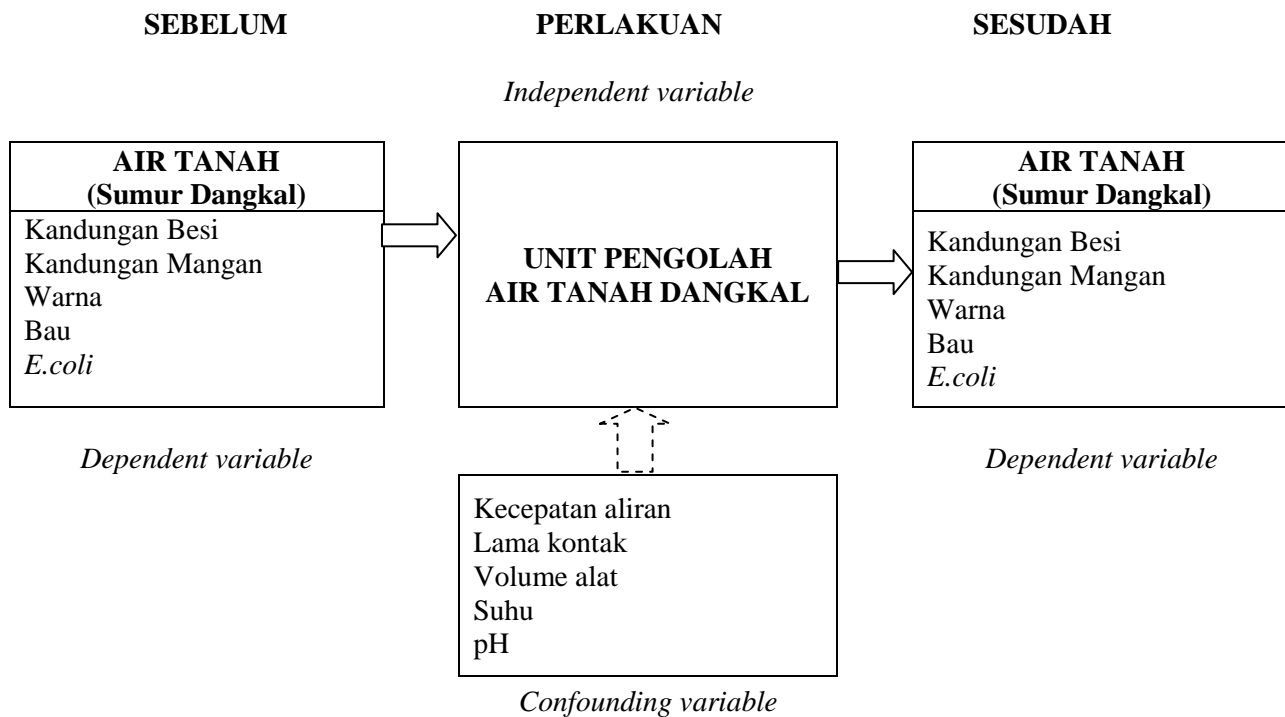 SEBELUM
PERLAKUAN
SESUDAH
Independent variable
AIR TANAH
(Sumur Dangkal)
Kandungan Besi
Kandungan Mangan
Warna
Bau
E.coli
Dependent variable
UNIT PENGOLAH
AIR TANAH DANGKAL
AIR TANAH
(Sumur Dangkal)
Kandungan Besi
Kandungan Mangan
Warna
Bau
E.coli
Dependent variable
Kecepatan aliran
Lama kontak
Volume alat
Suhu
pH
Confounding variable